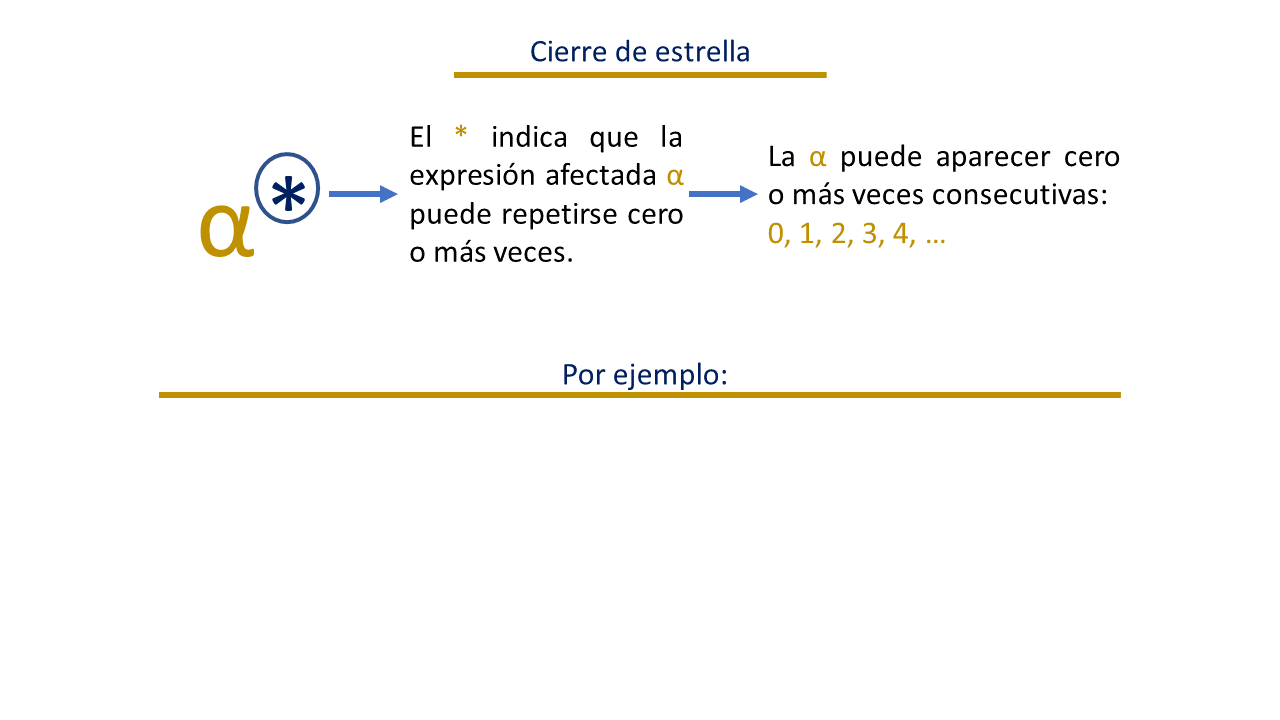 Cierre de estrella
α*
El * indica que la
expresión afectada α
puede repetirse cero
o más veces.
La α puede aparecer cero
o más veces consecutivas:
0, 1, 2, 3, 4, …
Por ejemplo: